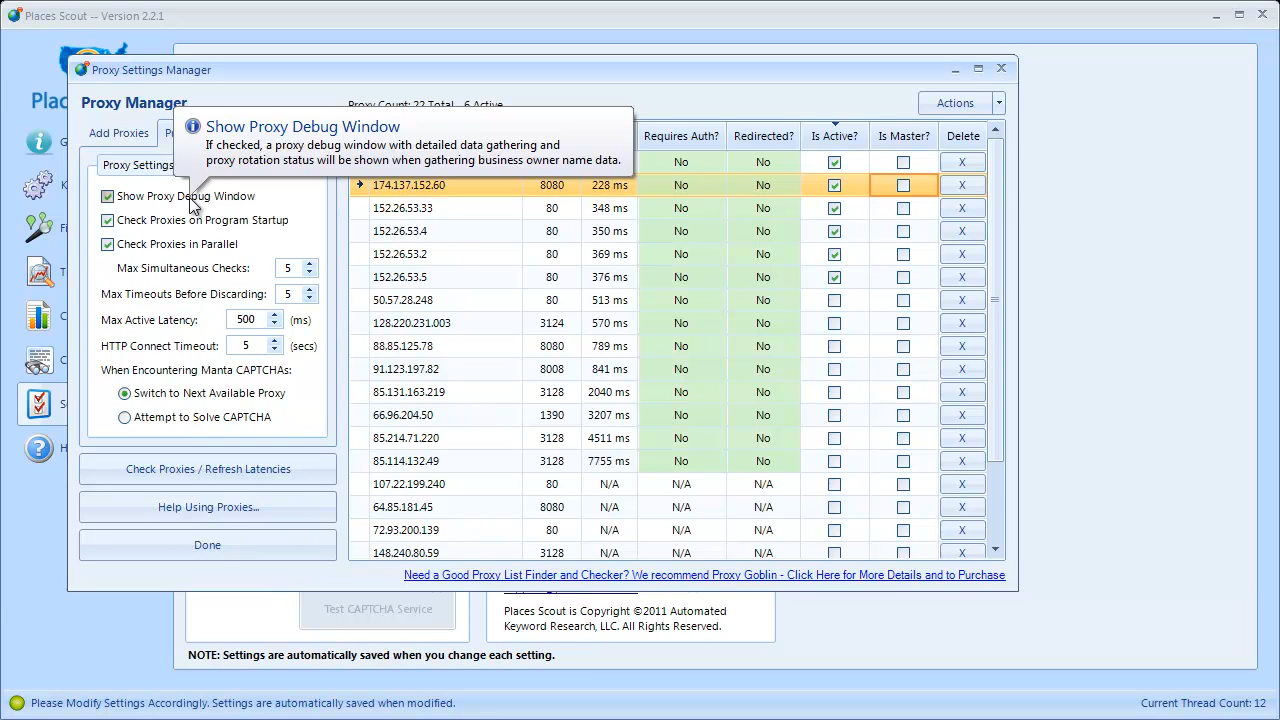 Places Scout -- Version 2.2.1
Proxy Settings Manager
Proxy Manager
Proxy Count: 22 Total - 6 Active
Actions
Add Proxies
Show Proxy Debug Window
If checked, a proxy debug window with detailed data gathering and
proxy rotation status will be shown when gathering business owner name data.
Proxy Settings
Show Proxy Debug Window
Check Proxies on Program Startup
Check Proxies in Parallel
Max Simultaneous Checks: 5
Max Timeouts Before Discarding: 5
Max Active Latency: 500 (ms)
HTTP Connect Timeout: 5 (secs)
When Encountering Manta CAPTCHAs:
Switch to Next Available Proxy
Attempt to Solve CAPTCHA
Check Proxies / Refresh Latencies
Help Using Proxies...
Done
Requires Auth? Redirected? Is Active? Is Master? Delete
No No X
174.137.152.60 8080 228 ms No No X
152.26.53.33 80 348 ms No No X
152.26.53.4 80 350 ms No No X
152.26.53.2 80 369 ms No No X
152.26.53.5 80 376 ms No No X
50.57.28.248 80 513 ms No No X
128.220.231.003 3124 570 ms No No X
88.85.125.78 8080 789 ms No No X
91.123.197.82 8008 841 ms No No X
85.131.163.219 3128 2040 ms No No X
66.96.204.50 1390 3207 ms No No X
85.214.71.220 3128 4511 ms No No X
85.114.132.49 3128 7755 ms No No X
107.22.199.240 80 N/A N/A N/A X
64.85.181.45 8080 N/A N/A N/A X
72.93.200.139 80 N/A N/A N/A X
148.240.80.59 3128 N/A N/A N/A X
Need a Good Proxy List Finder and Checker? We recommend Proxy Goblin - Click Here for More Details and to Purchase
Test CAPTCHA Service
Places Scout is Copyright ©2011 Automated
Keyword Research, LLC. All Rights Reserved.
NOTE: Settings are automatically saved when you change each setting.
Please Modify Settings Accordingly. Settings are automatically saved when modified.
Current Thread Count: 12